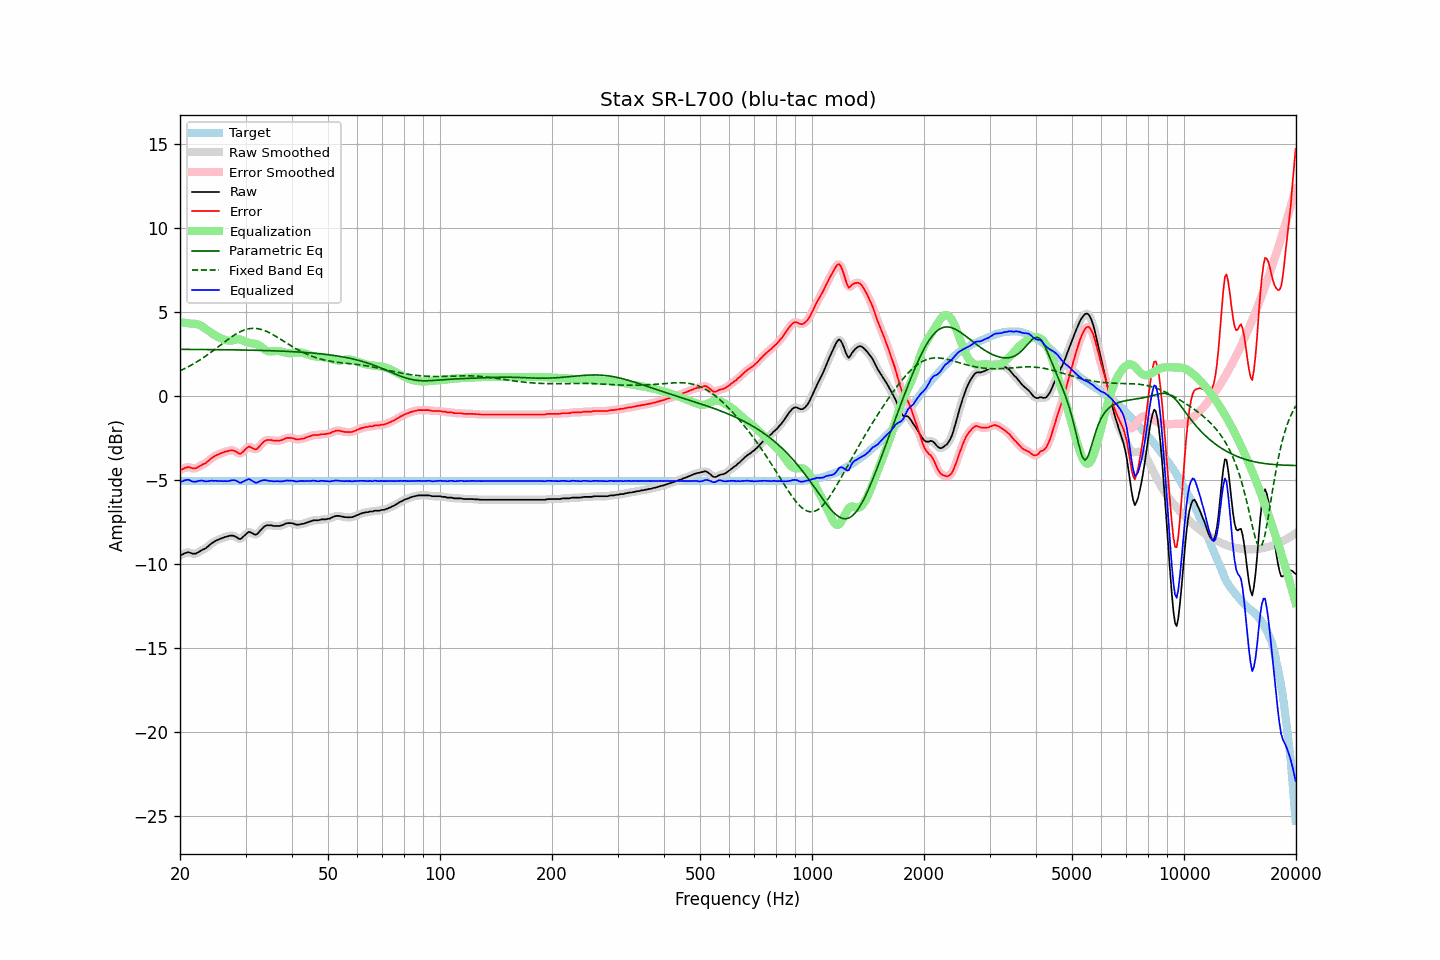 Stax SR-L700 (blu-tac mod)
Target
Raw Smoothed
Error Smoothed
Raw
Error
Equalization
Parametric Eq
Fixed Band Eq
Equalized
15
10
5
0
−5
−10
−15
−20
−25
Amplitude (dBr)
20 50 100 200 500 1000 2000 5000 10000 20000
Frequency (Hz)